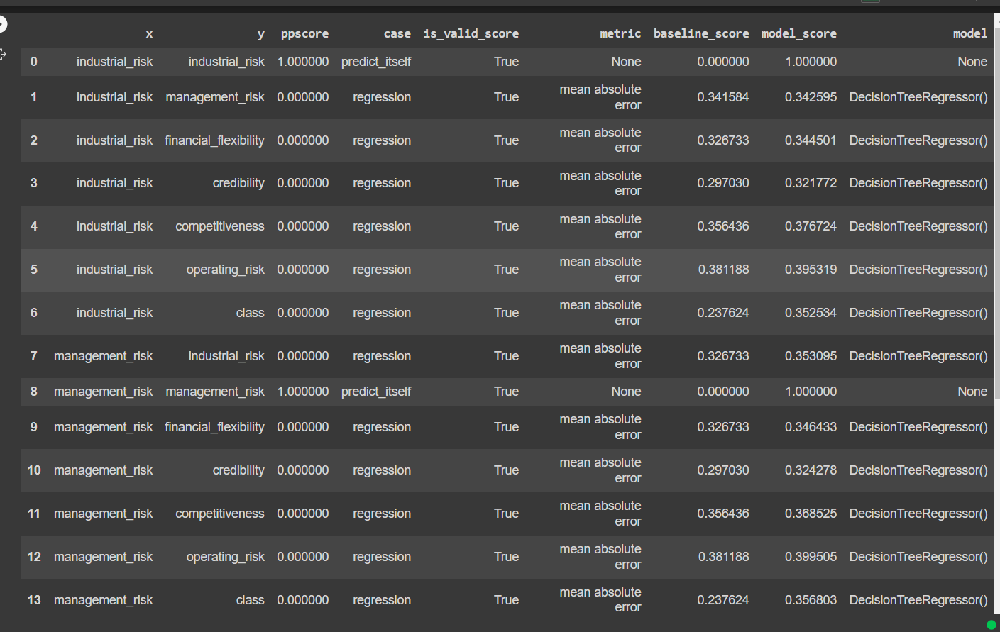 x y ppscore case is_valid_score metric baseline_score model_score model
0 industrial_risk industrial_risk 1.000000 predict_itself True None 0.000000 1.000000 None
1 industrial_risk management_risk 0.000000 regression True mean absolute error 0.341584 0.342595 DecisionTreeRegressor()
2 industrial_risk financial_flexibility 0.000000 regression True mean absolute error 0.326733 0.344501 DecisionTreeRegressor()
3 industrial_risk credibility 0.000000 regression True mean absolute error 0.297030 0.321772 DecisionTreeRegressor()
4 industrial_risk competitiveness 0.000000 regression True mean absolute error 0.356436 0.376724 DecisionTreeRegressor()
5 industrial_risk operating_risk 0.000000 regression True mean absolute error 0.381188 0.395319 DecisionTreeRegressor()
6 industrial_risk class 0.000000 regression True mean absolute error 0.237624 0.352534 DecisionTreeRegressor()
7 management_risk industrial_risk 0.000000 regression True mean absolute error 0.326733 0.353095 DecisionTreeRegressor()
8 management_risk management_risk 1.000000 predict_itself True None 0.000000 1.000000 None
9 management_risk financial_flexibility 0.000000 regression True mean absolute error 0.326733 0.346433 DecisionTreeRegressor()
10 management_risk credibility 0.000000 regression True mean absolute error 0.297030 0.324278 DecisionTreeRegressor()
11 management_risk competitiveness 0.000000 regression True mean absolute error 0.356436 0.368525 DecisionTreeRegressor()
12 management_risk operating_risk 0.000000 regression True mean absolute error 0.381188 0.399505 DecisionTreeRegressor()
13 management_risk class 0.000000 regression True mean absolute error 0.237624 0.356803 DecisionTreeRegressor()